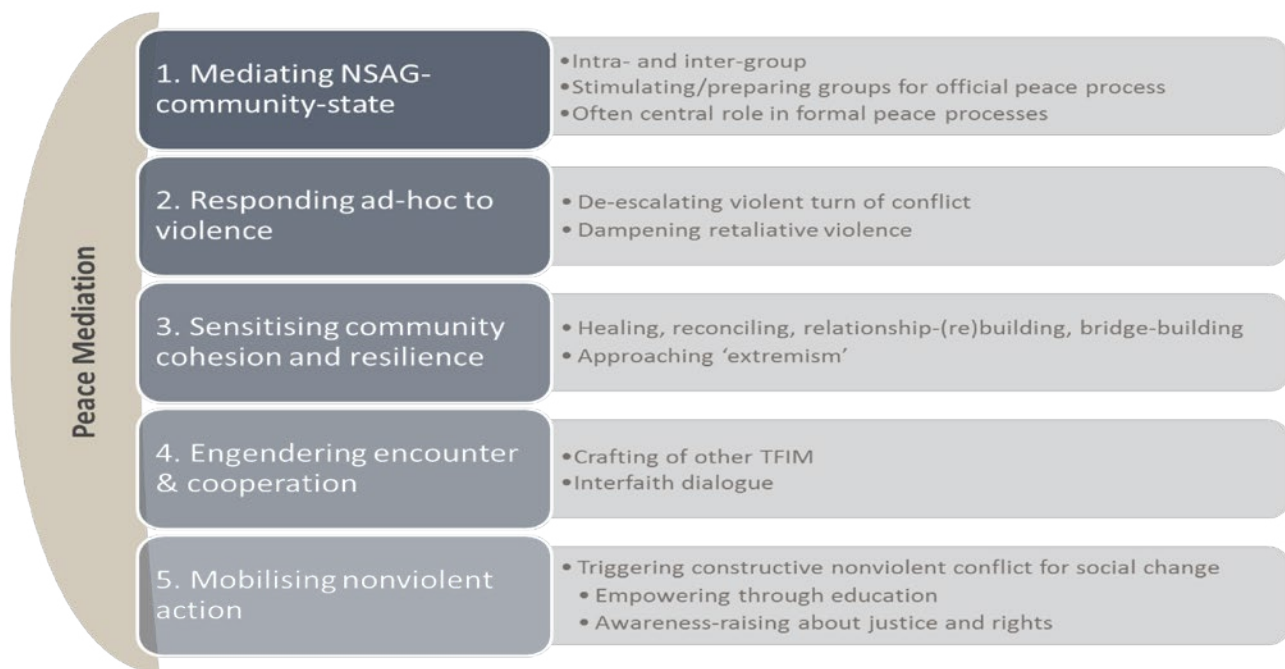 Peace Mediation
1. Mediating NSAG-
community-state
•Intra- and inter-group
•Stimulating/preparing groups for official peace process
•Often central role in formal peace processes
2. Responding ad-hoc to
violence
• De-escalating violent turn of conflict
• Dampening retaliative violence
3. Sensitising community
cohesion and resilience
• Healing, reconciling, relationship-(re)building, bridge-building
• Approaching ‘extremism’
4. Engendering encounter
& cooperation
•Crafting of other TFIM
•Interfaith dialogue
5. Mobilising nonviolent
action
• Triggering constructive nonviolent conflict for social change
• Empowering through education
• Awareness-raising about justice and rights